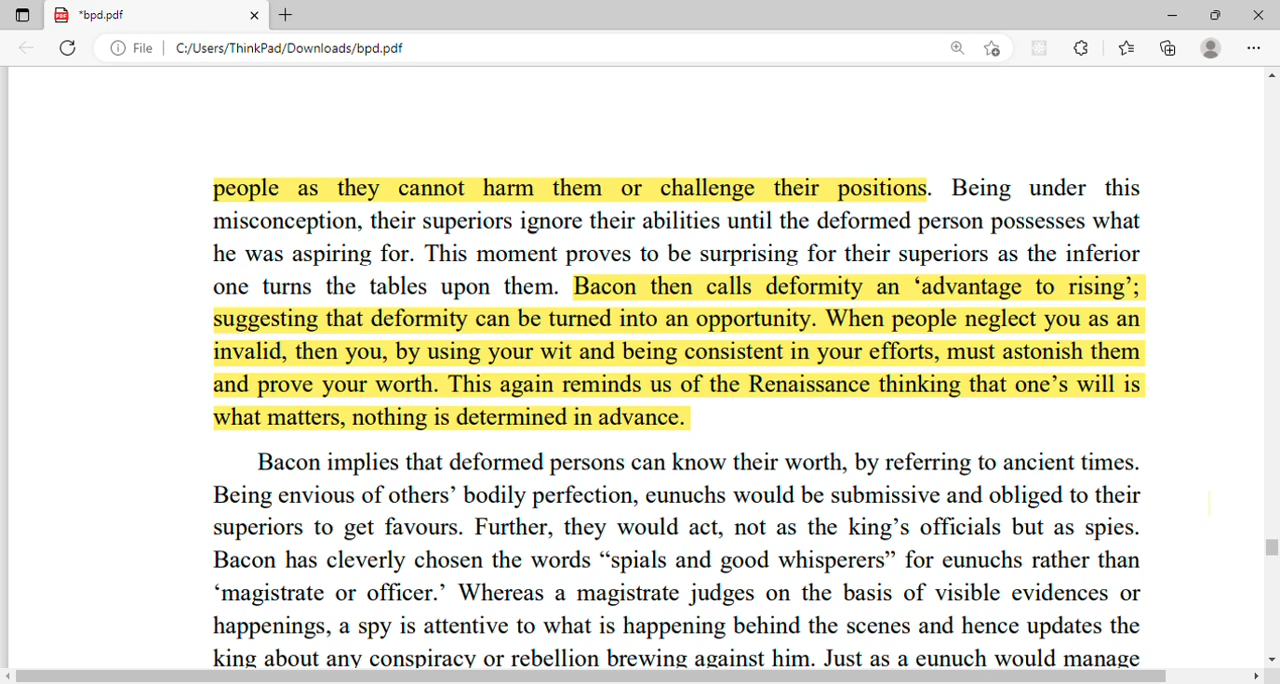 *bpd.pdf
File
C:/Users/ThinkPad/Downloads/bpd.pdf
people as they cannot harm them or challenge their positions. Being under this
misconception, their superiors ignore their abilities until the deformed person possesses what
he was aspiring for. This moment proves to be surprising for their superiors as the inferior
one turns the tables upon them. Bacon then calls deformity an ‘advantage to rising’;
suggesting that deformity can be turned into an opportunity. When people neglect you as an
invalid, then you, by using your wit and being consistent in your efforts, must astonish them
and prove your worth. This again reminds us of the Renaissance thinking that one’s will is
what matters, nothing is determined in advance.
Bacon implies that deformed persons can know their worth, by referring to ancient times.
Being envious of others’ bodily perfection, eunuchs would be submissive and obliged to their
superiors to get favours. Further, they would act, not as the king’s officials but as spies.
Bacon has cleverly chosen the words “spials and good whisperers” for eunuchs rather than
‘magistrate or officer.’ Whereas a magistrate judges on the basis of visible evidences or
happenings, a spy is attentive to what is happening behind the scenes and hence updates the
king about any conspiracy or rebellion brewing against him. Just as a eunuch would manage